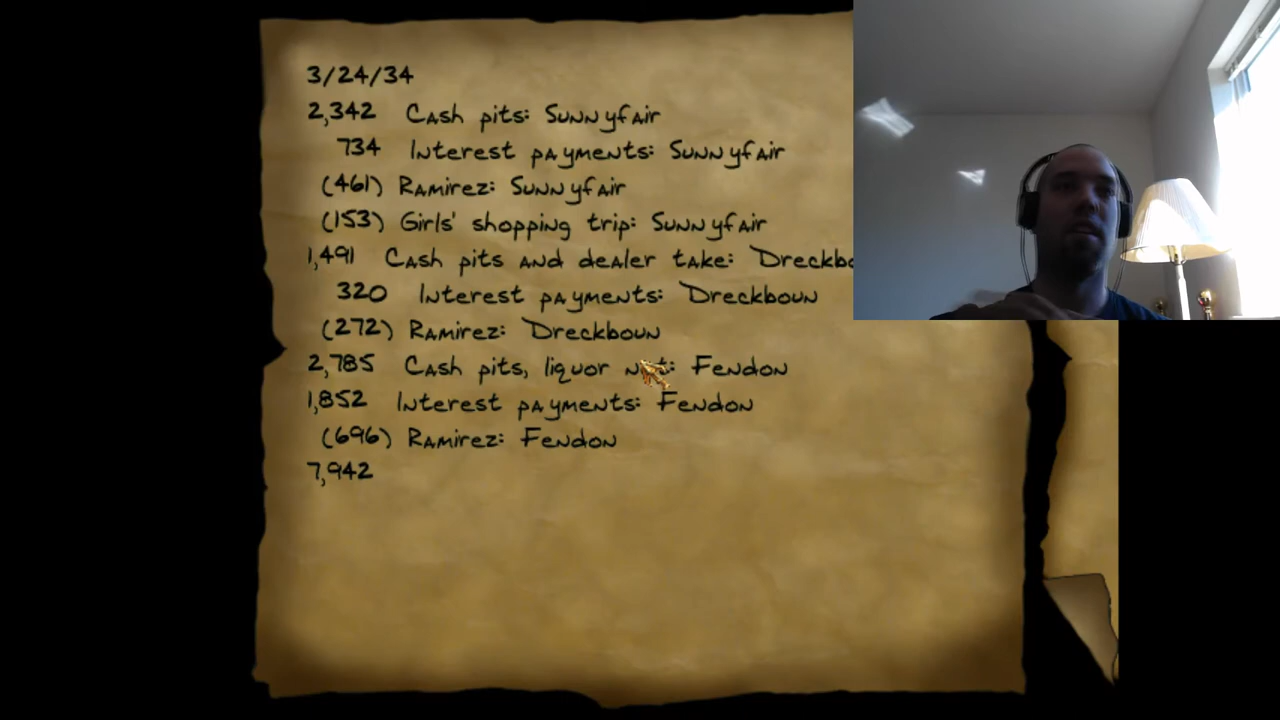 3/24/34
2,342 Cash pits: Sunnyfair
734 Interest payments: Sunnyfair
(461) Ramirez: Sunnyfair
(153) Girls' shopping trip: Sunnyfair
1,491 Cash pits and dealer take:
320 Interest payments: Dreckboun
(272) Ramirez: Dreckboun
2,785 Cash pits, liquor Fendon
1,852 Interest payments: Fendon
(696) Ramirez: Fendon
7,942